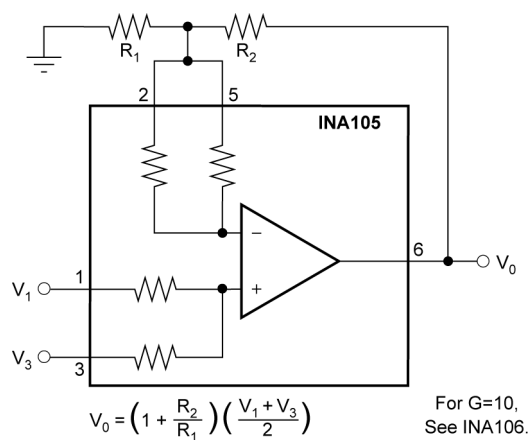 R1
R2
2
5
INA105
−
6
V0
V1
1
+
V3
3
V0 = (1 + R2/R1)(V1 + V3/2)
For G=10,
See INA106.